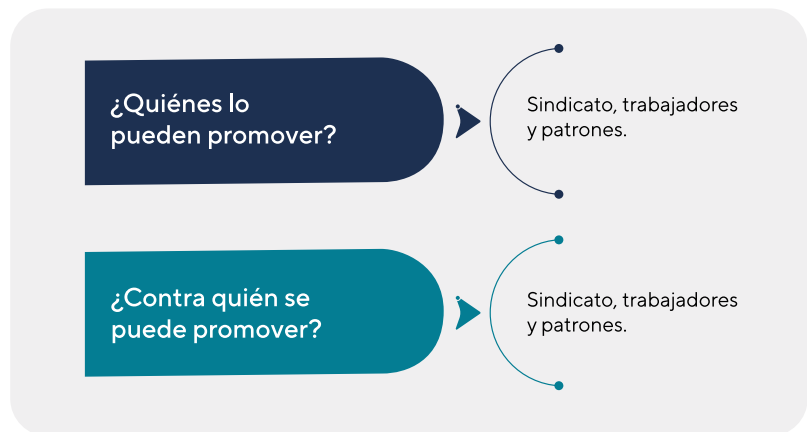 ¿Quiénes lo
pueden promover?
Sindicato, trabajadores
y patrones.
¿Contra quién se
puede promover?
Sindicato, trabajadores
y patrones.